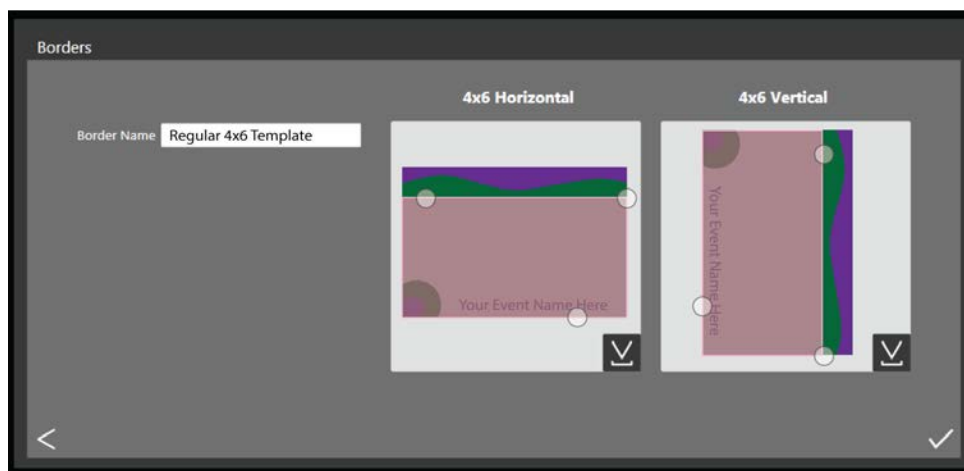 Borders
4x6 Horizontal
4x6 Vertical
Border Name
Regular 4x6 Template
Your Event Name Here
Your Event Name Here